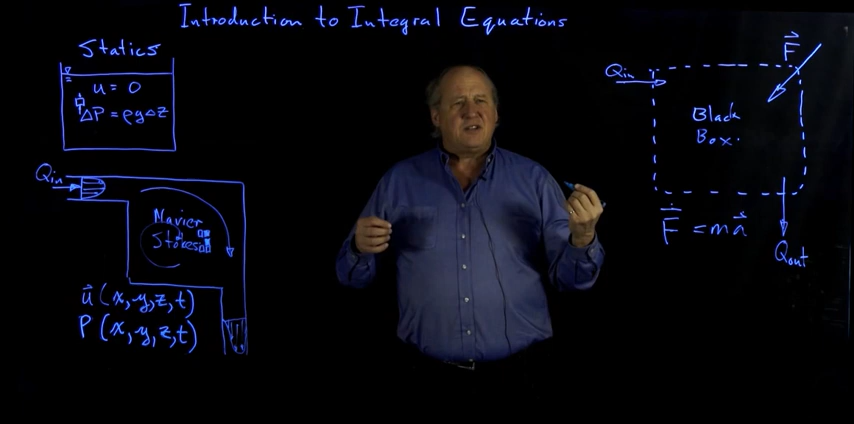 Introduction to Integral Equations
Statics
u = 0
ΔP = ρgΔz
Qin
Navier
Stokes
u⃗(x,y,z,t)
P(x,y,z,t)
F⃗
Qin
Black
Box.
F⃗ = ma⃗
Qout